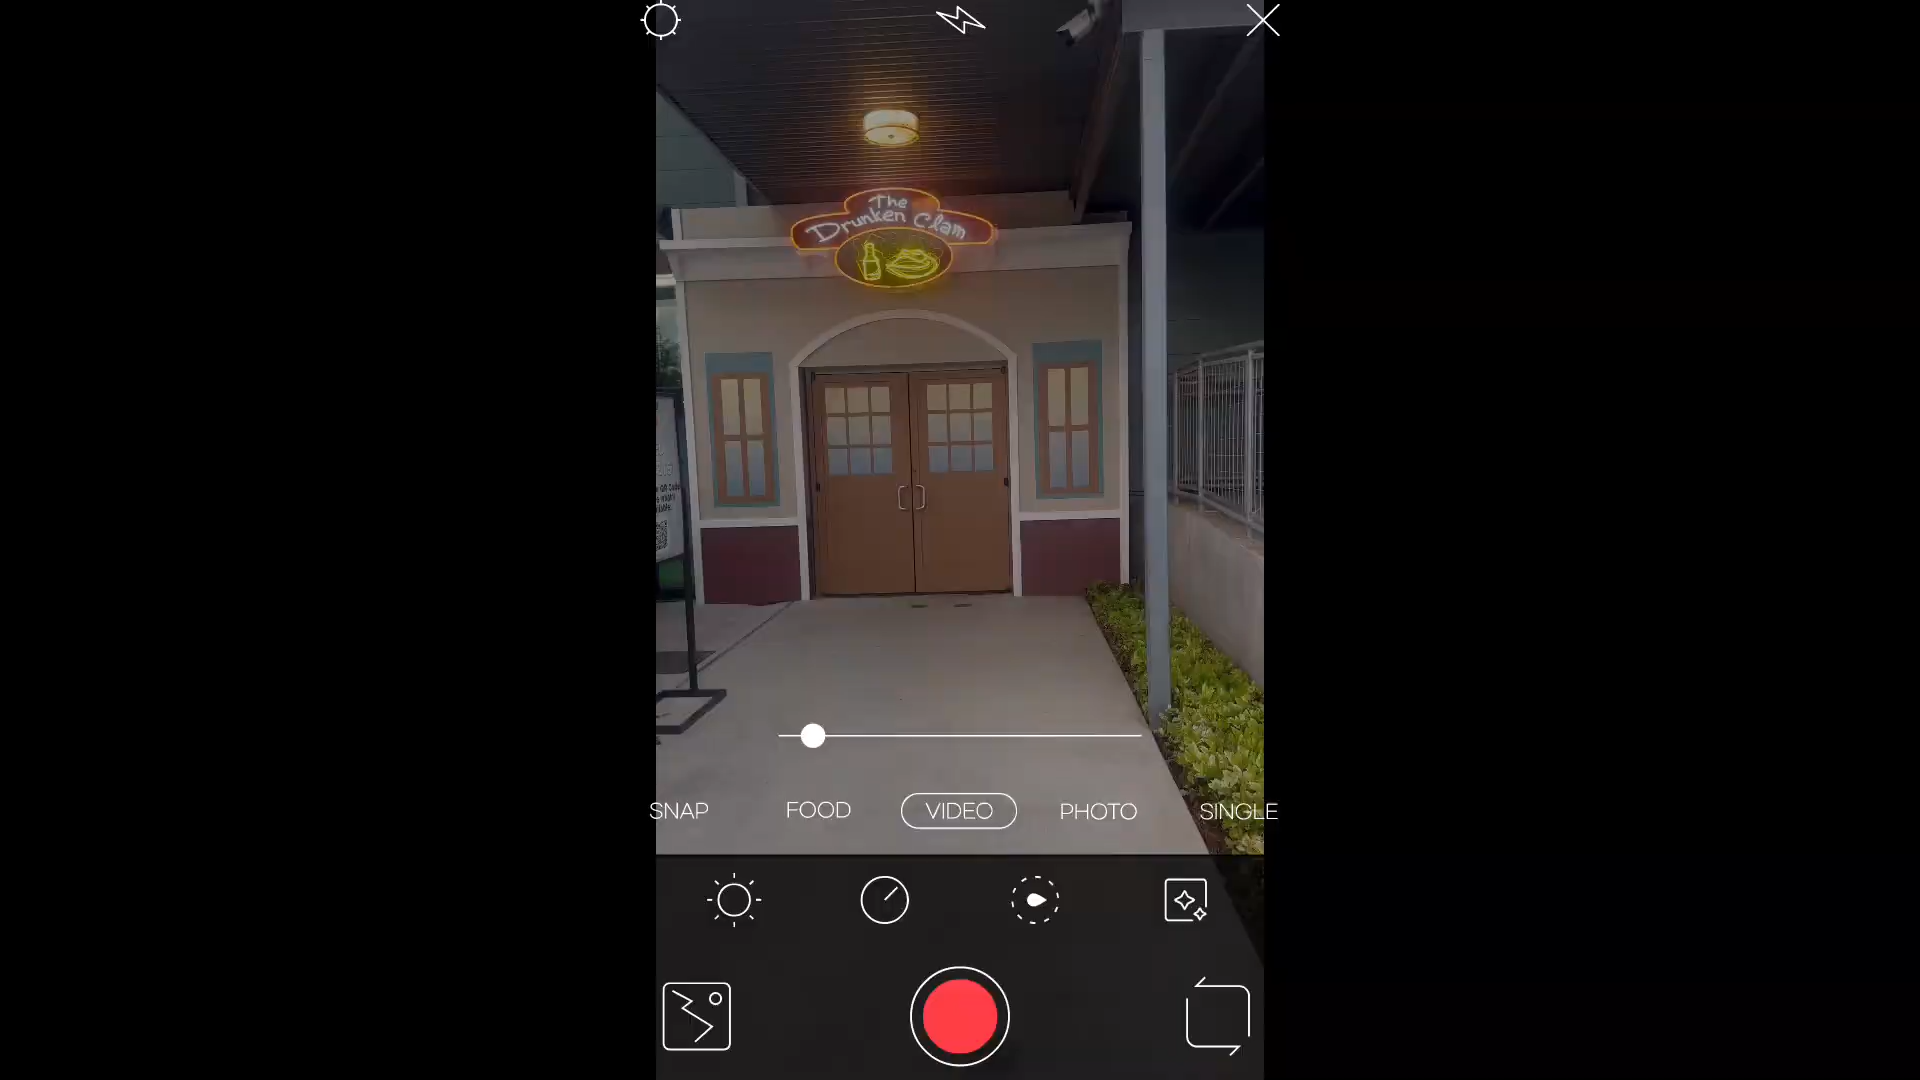 The
Drunken Clam
SNAP
FOOD
VIDEO
PHOTO
SINGLE